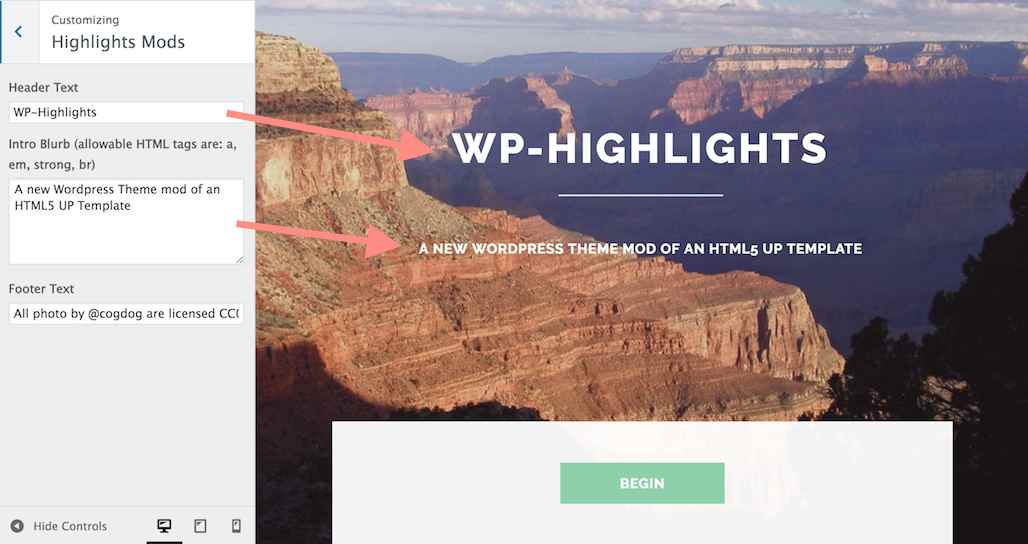 Customizing
Highlights Mods
Header Text
WP-Highlights
Intro Blurb (allowable HTML tags are: a,
em, strong, br)
A new Wordpress Theme mod of an
HTML5 UP Template
Footer Text
All photo by @cogdog are licensed CC
Hide Controls
WP-HIGHLIGHTS
A NEW WORDPRESS THEME MOD OF AN HTML5 UP TEMPLATE
BEGIN